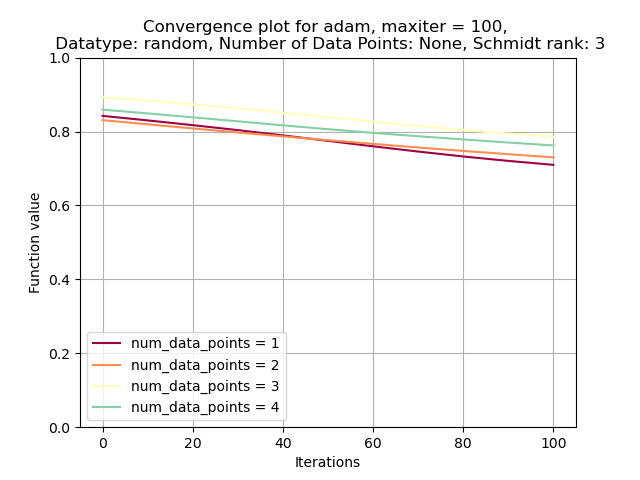 Convergence plot for adam, maxiter = 100,
Datatype: random, Number of Data Points: None, Schmidt rank: 3
1.0
0.8
0.6
0.4
0.2
0.0
Function value
num_data_points = 1
num_data_points = 2
num_data_points = 3
num_data_points = 4
0 20 40 60 80 100
Iterations